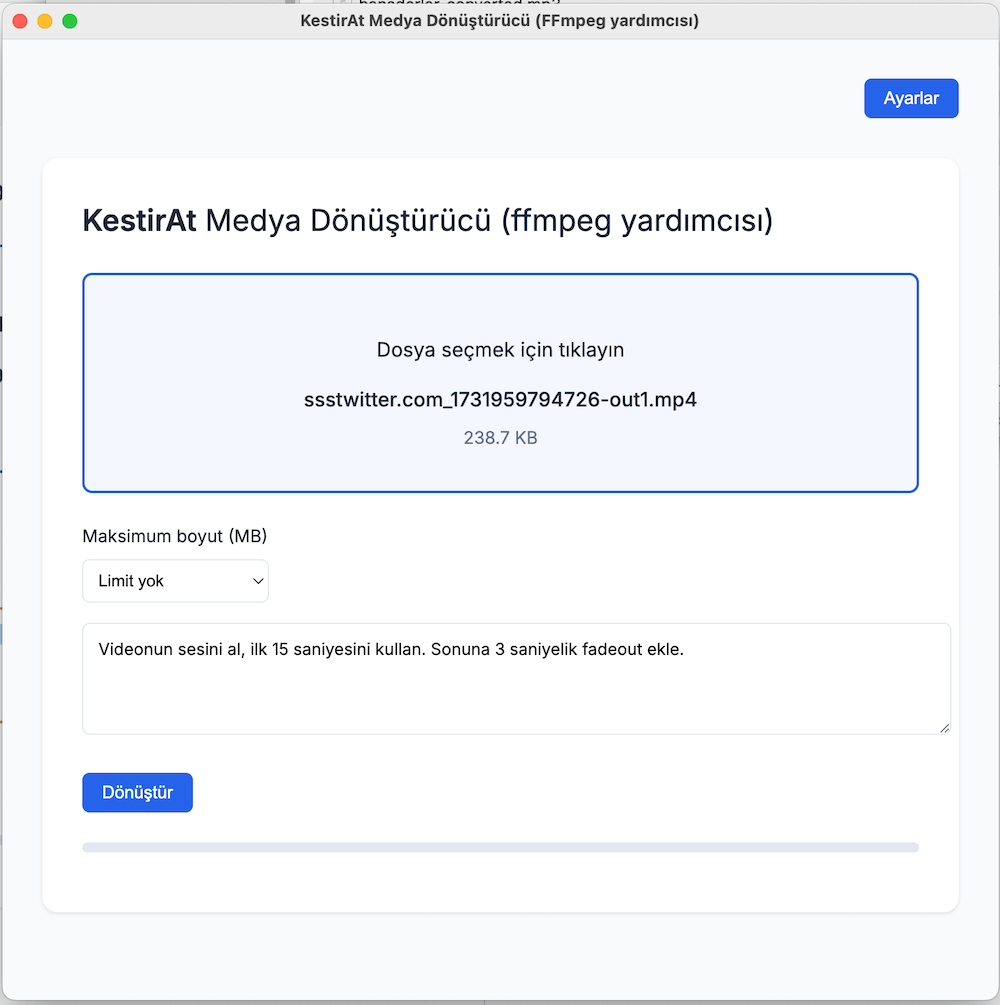 KestirAt Medya Dönüştürücü (FFmpeg yardımcısı)
Ayarlar
KestirAt Medya Dönüştürücü (ffmpeg yardımcısı)
Dosya seçmek için tıklayın
ssstwitter.com_1731959794726-out1.mp4
238.7 KB
Maksimum boyut (MB)
Limit yok
Videonun sesini al, ilk 15 saniyesini kullan. Sonuna 3 saniyelik fadeout ekle.
Dönüştür